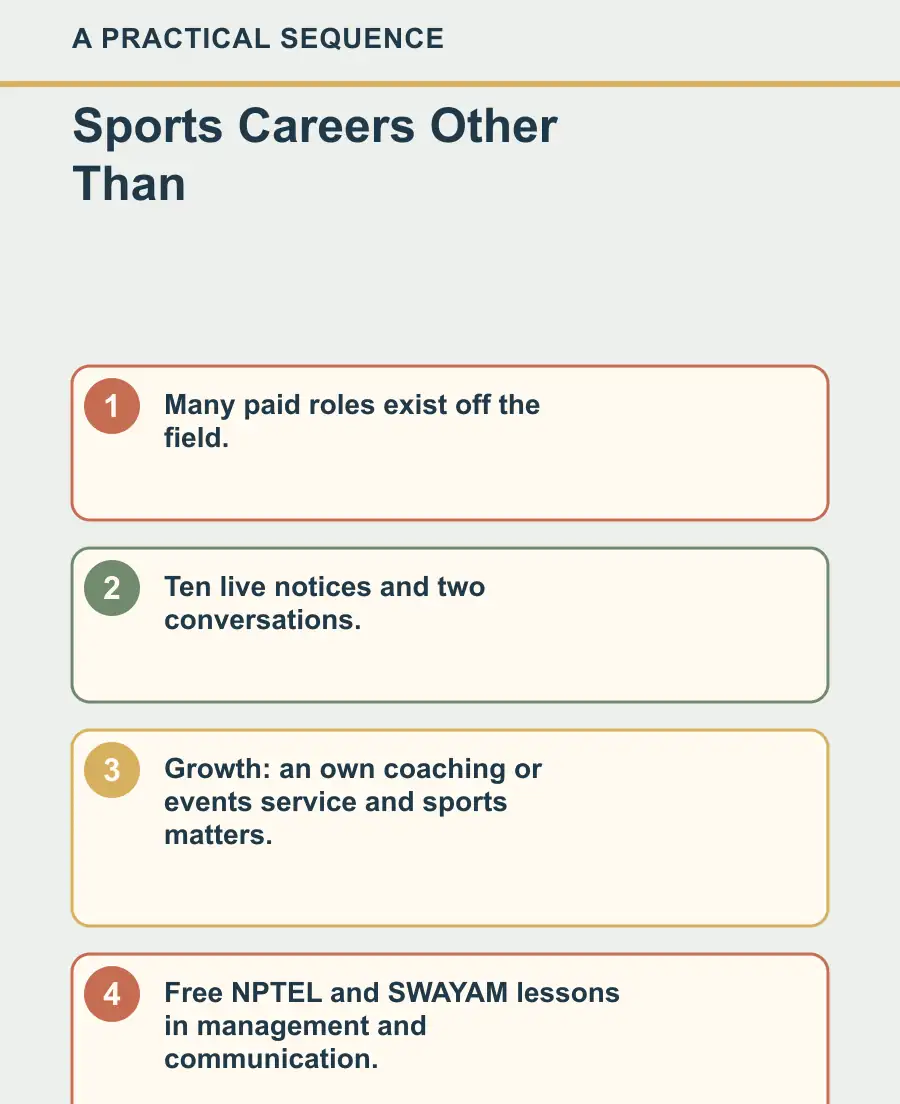 A PRACTICAL SEQUENCE
Sports Careers Other
Than
1
Many paid roles exist off the
field.
2
Ten live notices and two
conversations.
3
Growth: an own coaching or
events service and sports
matters.
4
Free NPTEL and SWAYAM lessons
in management and
communication.